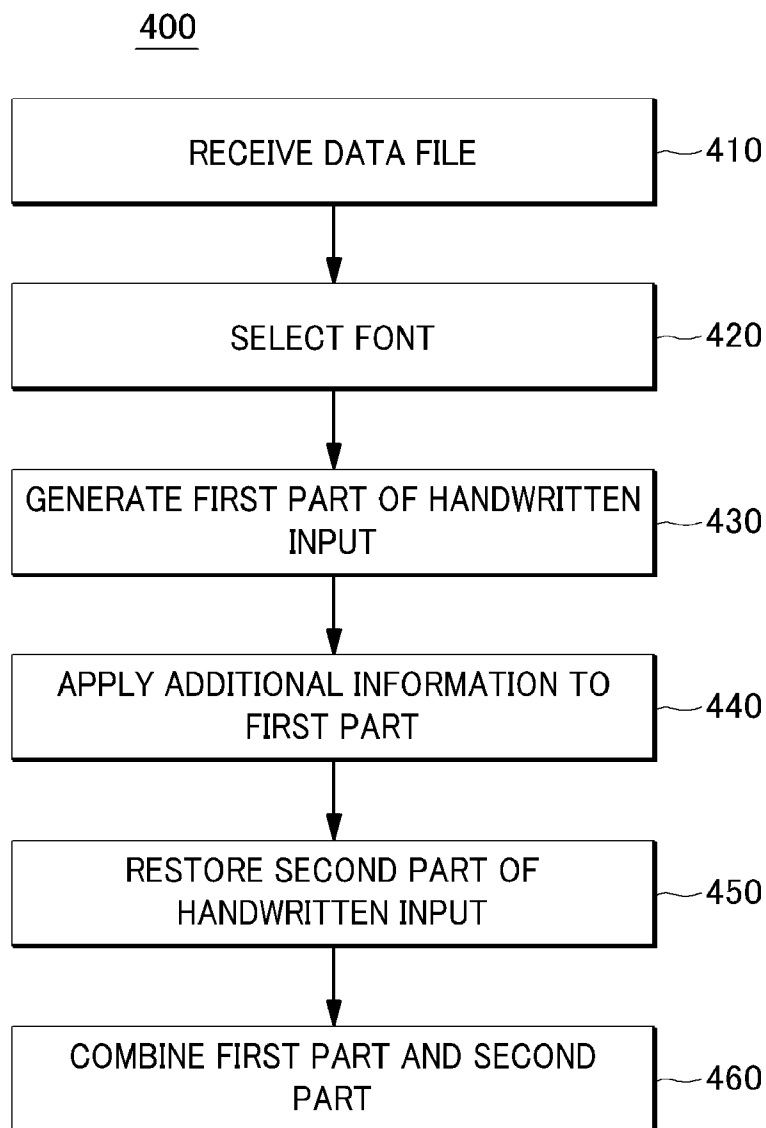 400
RECEIVE DATA FILE
410
SELECT FONT
420
GENERATE FIRST PART OF HANDWRITTEN
INPUT
430
APPLY ADDITIONAL INFORMATION TO
FIRST PART
440
RESTORE SECOND PART OF
HANDWRITTEN INPUT
450
COMBINE FIRST PART AND SECOND
PART
460